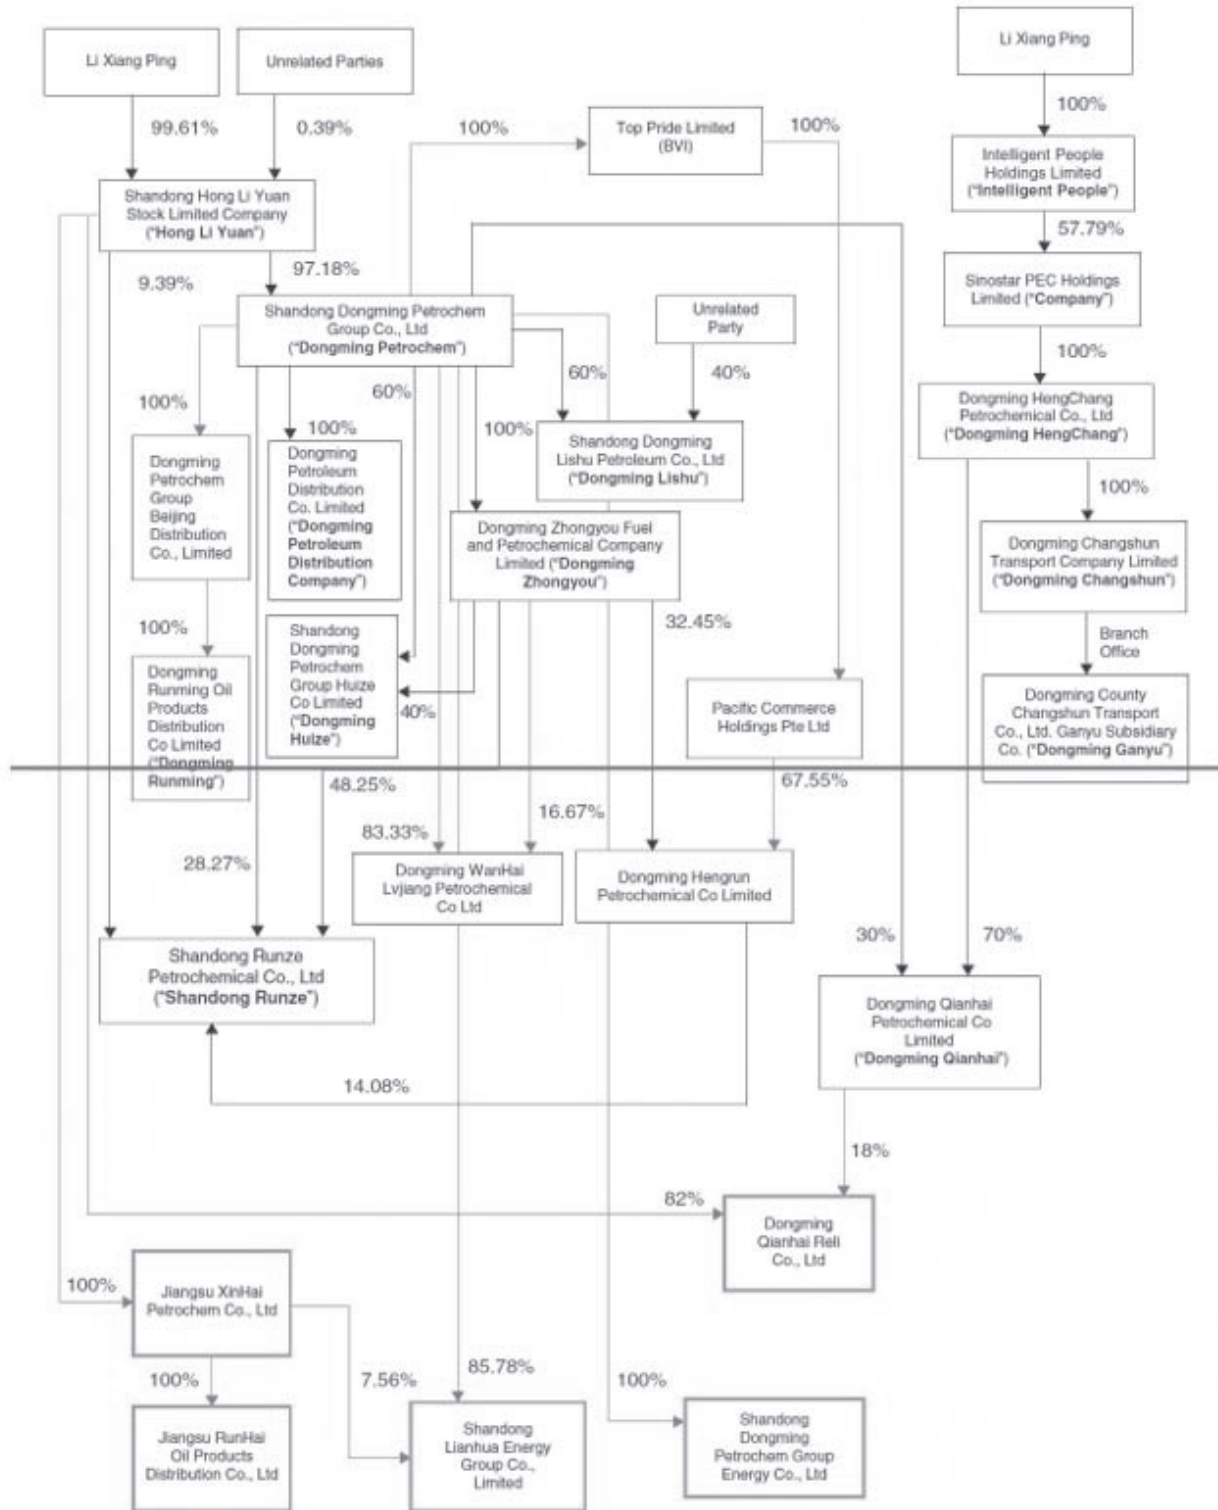 Li Xiang Ping
Unrelated Parties
Li Xiang Ping
99.61%
0.39%
100%
Top Pride Limited
(BVI)
100%
100%
Intelligent People
Holdings Limited
("Intelligent People")
Shandong Hong Li Yuan
Stock Limited Company
("Hong Li Yuan")
57.79%
9.39%
97.18%
Sinostar PEC Holdings
Limited ("Company")
Shandong Dongming Petrochem
Group Co., Ltd
("Dongming Petrochem")
Unrelated
Party
100%
60%
60%
40%
100%
100%
100%
Dongming HengChang
Petrochemical Co., Ltd
("Dongming HengChang")
Dongming
Petrochem
Group
Beijing
Distribution
Co., Limited
Dongming
Petroleum
Distribution
Co. Limited
("Dongming
Petroleum
Distribution
Company")
Shandong Dongming
Lishu Petroleum Co., Ltd
("Dongming Lishu")
100%
Dongming Zhongyou Fuel
and Petrochemical Company
Limited ("Dongming
Zhongyou")
Dongming Changshun
Transport Company Limited
("Dongming Changshun")
100%
32.45%
Branch
Office
Dongming
Runming Oil
Products
Distribution
Co Limited
("Dongming
Runming")
Shandong
Dongming
Petrochem
Group Huize
Co Limited
("Dongming
Huize")
40%
Pacific Commerce
Holdings Pte Ltd
Dongming County
Changshun Transport
Co., Ltd. Ganyu Subsidiary
Co. ("Dongming Ganyu")
48.25%
67.55%
16.67%
83.33%
28.27%
Dongming WanHai
Lvjiang Petrochemical
Co Ltd
Dongming Hengrun
Petrochemical Co Limited
30%
70%
Shandong Runze
Petrochemical Co., Ltd
("Shandong Runze")
Dongming Qianhai
Petrochemical Co
Limited
("Dongming Qianhai")
14.08%
18%
82%
Dongming
Qianhai Reli
Co., Ltd
100%
Jiangsu XinHai
Petrochem Co., Ltd
100%
7.56%
85.78%
100%
Jiangsu RunHai
Oil Products
Distribution Co., Ltd
Shandong
Lianhua Energy
Group Co.,
Limited
Shandong
Dongming
Petrochem Group
Energy Co., Ltd